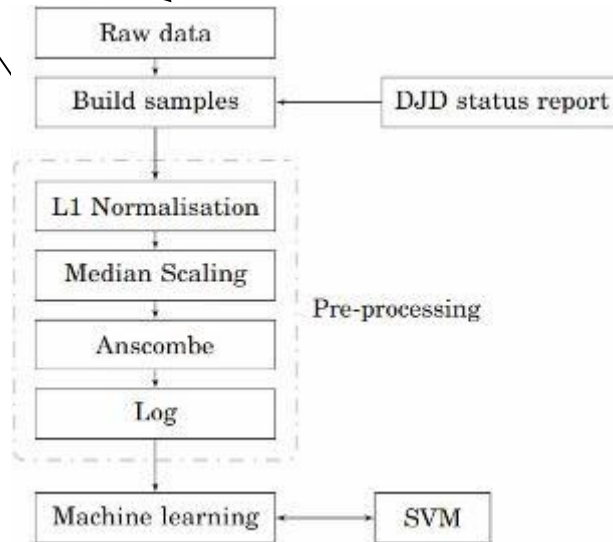 Raw data
Build samples
DJD status report
L1 Normalisation
Median Scaling
Pre-processing
Anscombe
Log
Machine learning
SVM